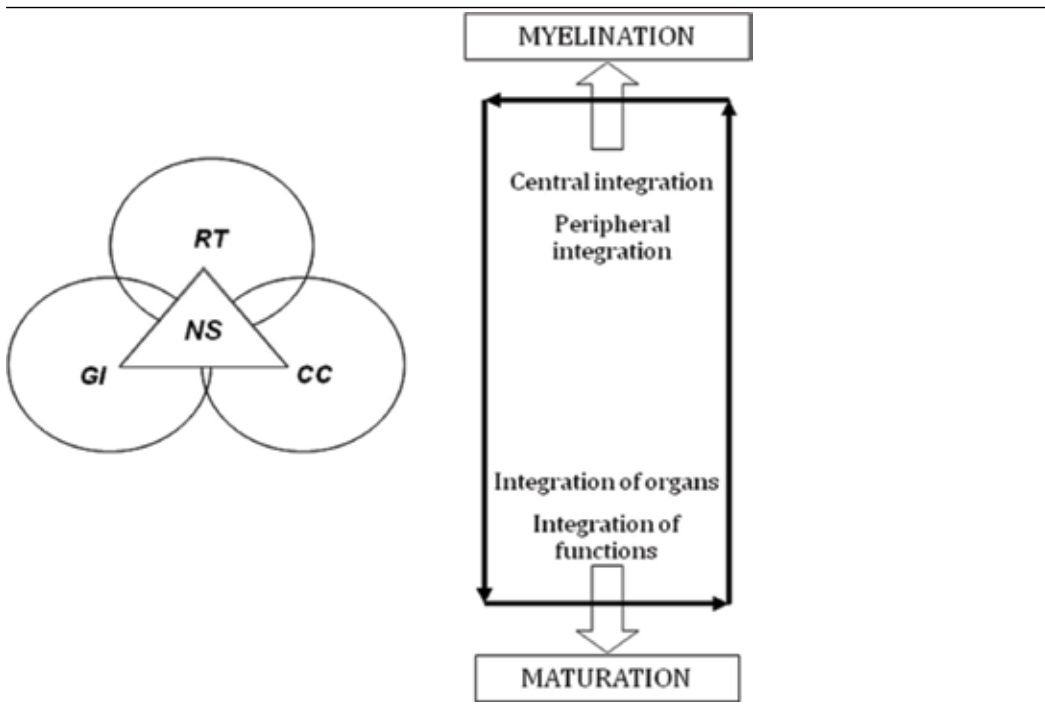 RT
NS
GI
CC
MYELINATION
Central integration
Peripheral
integration
Integration of organs
Integration of
functions
MATURATION